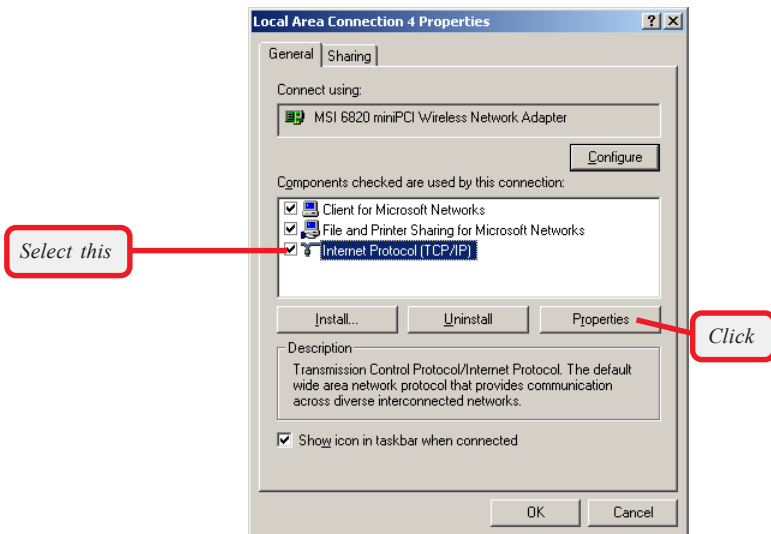 Local Area Connection 4 Properties
General
Sharing
Connect using:
MSI 6820 miniPCI Wireless Network Adapter
Configure
Components checked are used by this connection:
Client for Microsoft Networks
File and Printer Sharing for Microsoft Networks
Select this
Internet Protocol (TCP/IP)
Install...
Uninstall
Properties
Click
Description
Transmission Control Protocol/Internet Protocol. The default
wide area network protocol that provides communication
across diverse interconnected networks.
Show icon in taskbar when connected
OK
Cancel